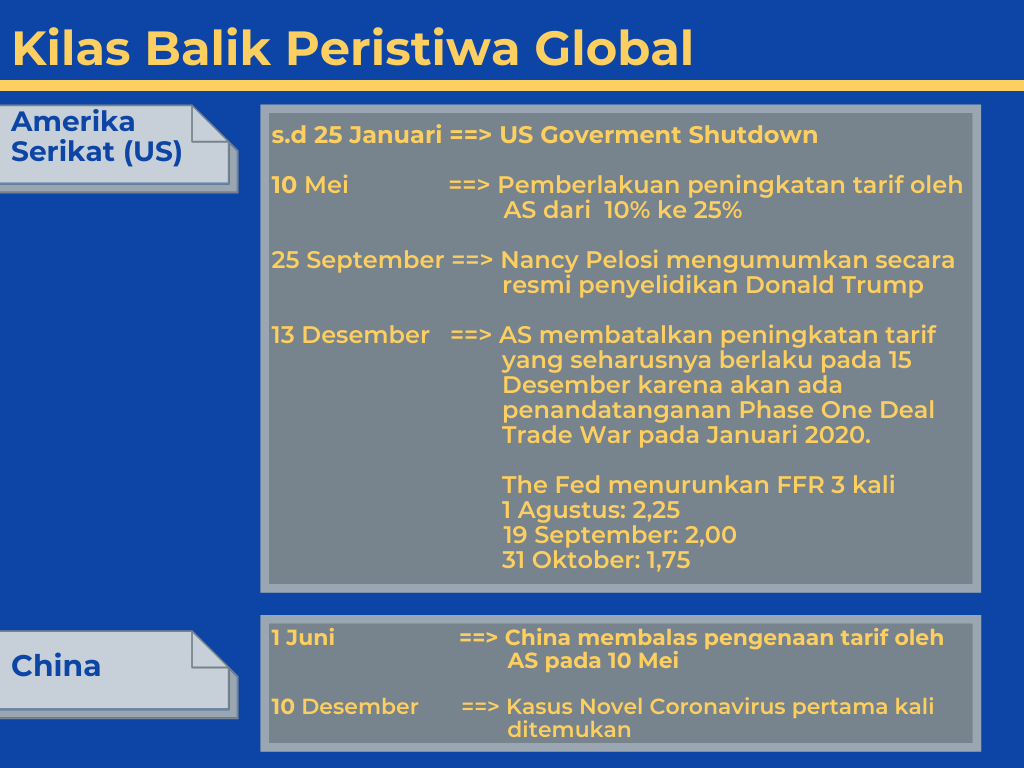 Kilas Balik Peristiwa Global
Amerika
Serikat (US)
s.d 25 Januari ==> US Goverment Shutdown
10 Mei ==> Pemberlakuan peningkatan tarif oleh
AS dari 10% ke 25%
25 September ==> Nancy Pelosi mengumumkan secara
resmi penyelidikan Donald Trump
13 Desember ==> AS membatalkan peningkatan tarif
yang seharusnya berlaku pada 15
Desember karena akan ada
penandatanganan Phase One Deal
Trade War pada Januari 2020.
The Fed menurunkan FFR 3 kali
1 Agustus: 2,25
19 September: 2,00
31 Oktober: 1,75
China
1 Juni ==> China membalas pengenaan tarif oleh
AS pada 10 Mei
10 Desember ==> Kasus Novel Coronavirus pertama kali
ditemukan